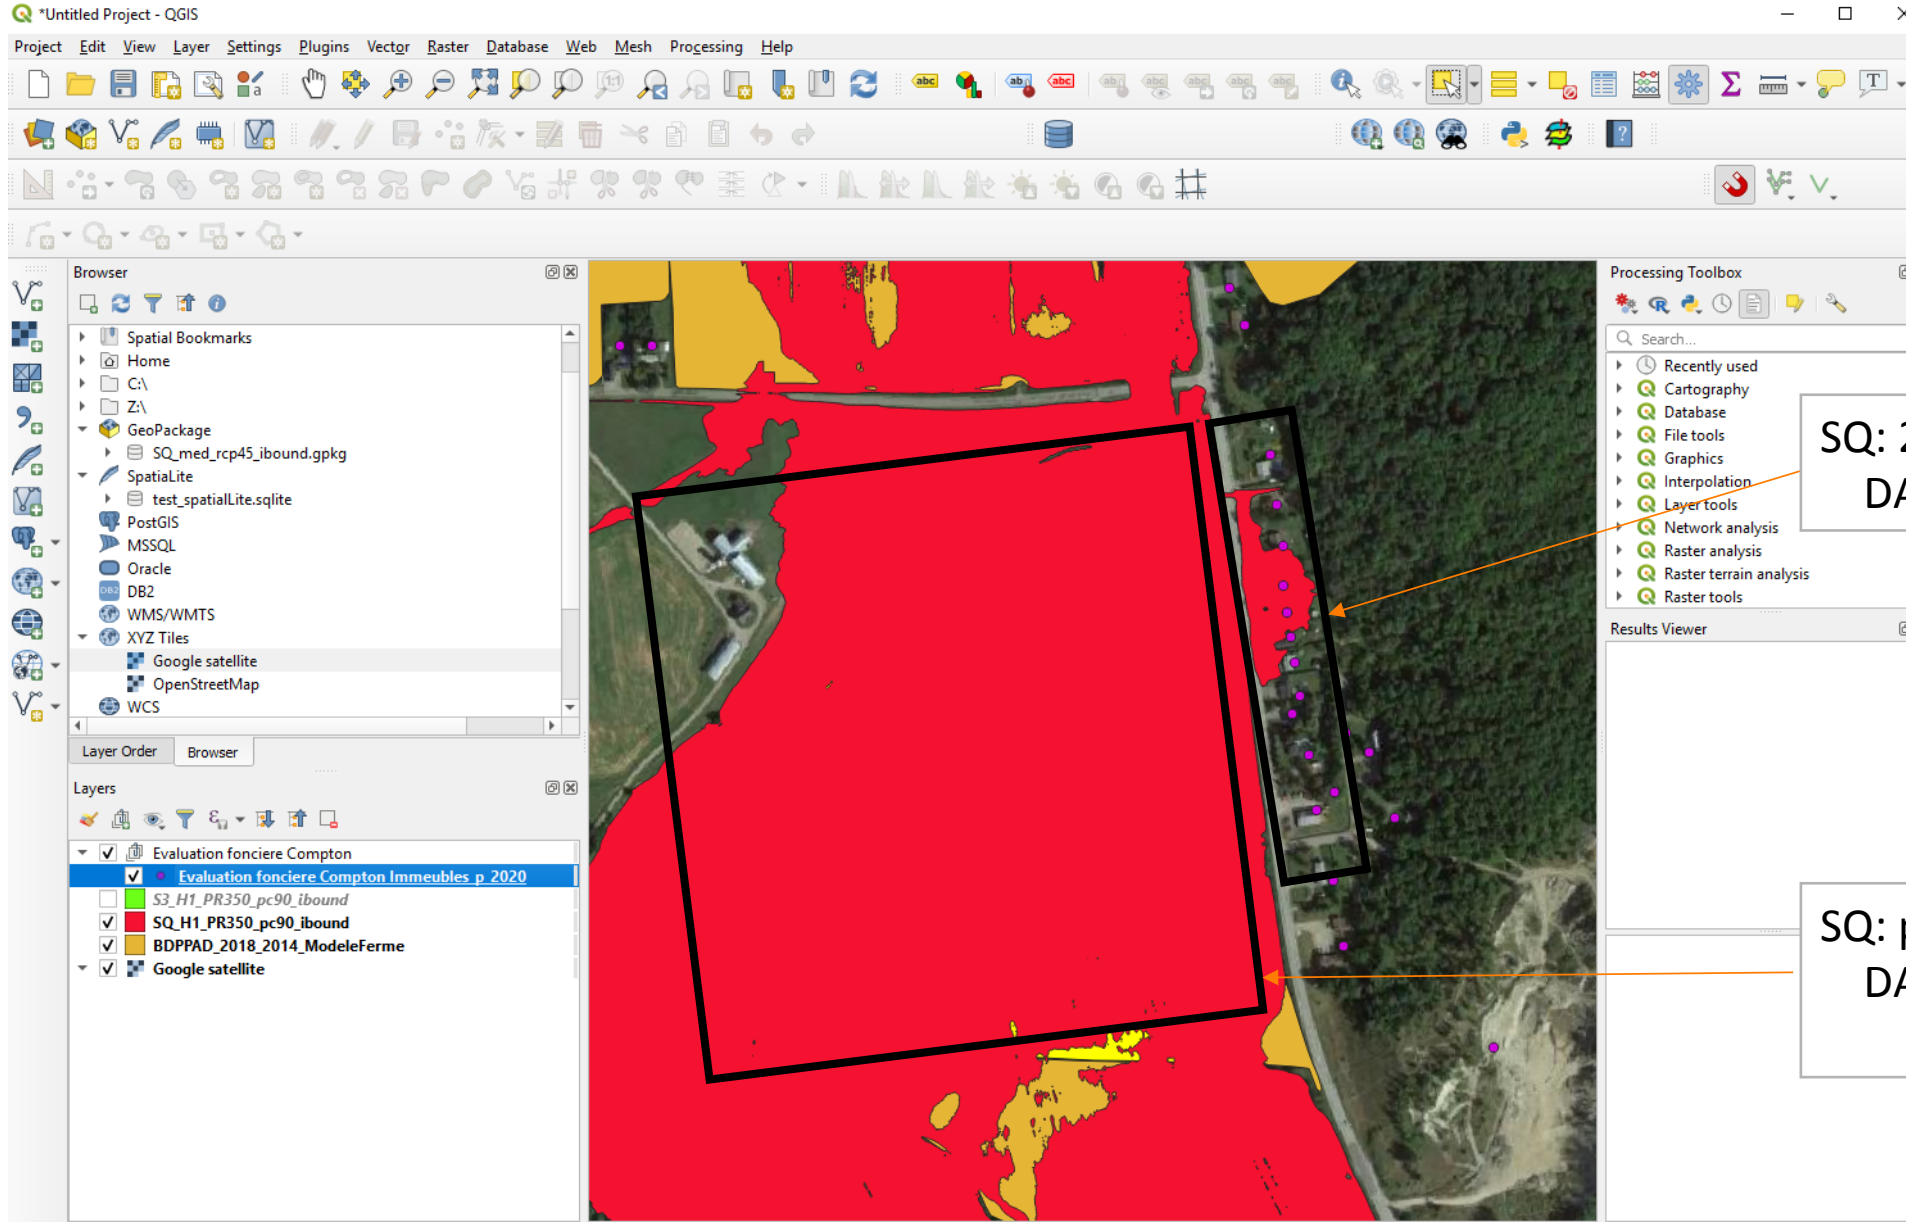 *Untitled Project - QGIS
Project Edit View Layer Settings Plugins Vector Raster Database Web Mesh Processing Help
Browser
Spatial Bookmarks
Home
C:\
Z:\
GeoPackage
SQ_med_rcp45_ibound.gpkg
SpatiaLite
test_spatialLite.sqlite
PostGIS
MSSQL
Oracle
DB2
WMS/WMTS
XYZ Tiles
Google satellite
OpenStreetMap
WCS
Layer Order Browser
Layers
Evaluation fonciere Compton
Evaluation fonciere Compton Immeubles_p_2020
S3_H1_PR350_pc90_ibound
SQ_H1_PR350_pc90_ibound
BDPPAD_2018_2014_ModeleFerme
Google satellite
Processing Toolbox
Search...
Recently used
Cartography
Database
File tools
Graphics
Interpolation
Layer tools
Network analysis
Raster analysis
Raster terrain analysis
Raster tools
Results Viewer
SQ: 2
DA
SQ: p
DA